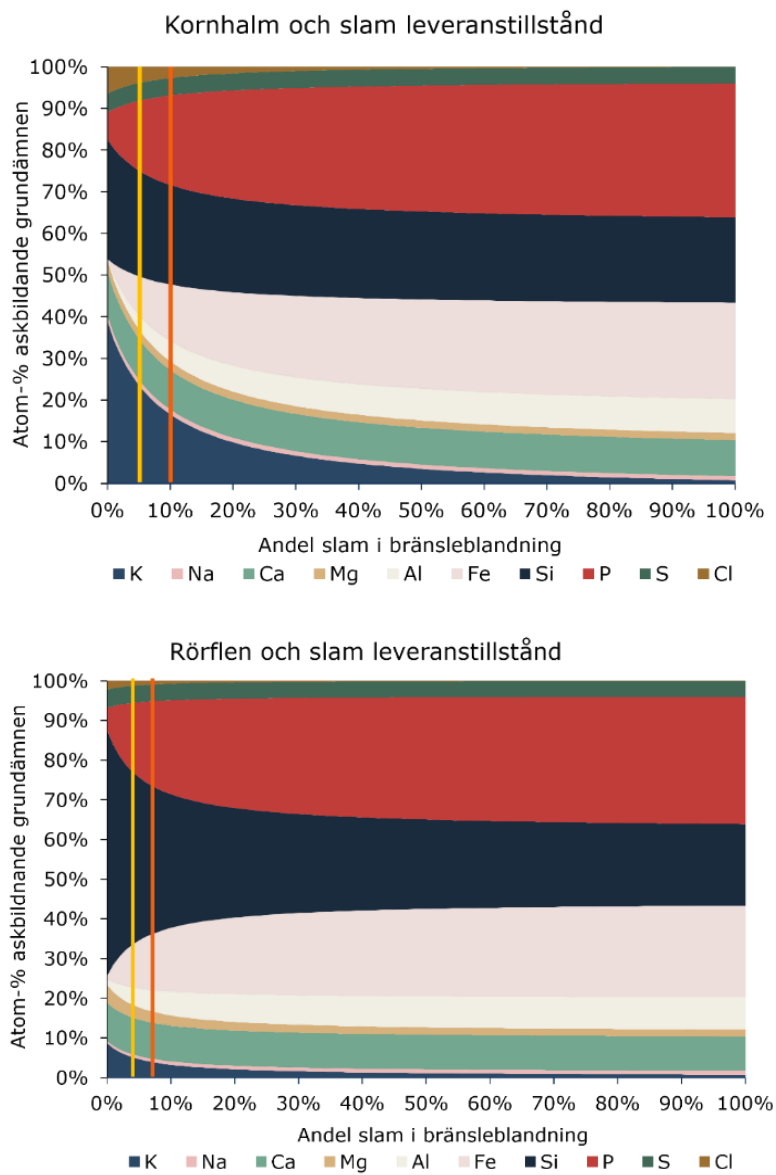 Kornhalm och slam leveranstillstånd
100%
90%
80%
70%
60%
50%
40%
30%
20%
10%
0%
Atom-% askbildande grundämnen
0% 10% 20% 30% 40% 50% 60% 70% 80% 90% 100%
Andel slam i bränsleblandning
K Na Ca Mg Al Fe Si P S Cl
Rörflen och slam leveranstillstånd
100%
90%
80%
70%
60%
50%
40%
30%
20%
10%
0%
Atom-% askbildnande grundämnen
0% 10% 20% 30% 40% 50% 60% 70% 80% 90% 100%
Andel slam i bränsleblandning
K Na Ca Mg Al Fe Si P S Cl